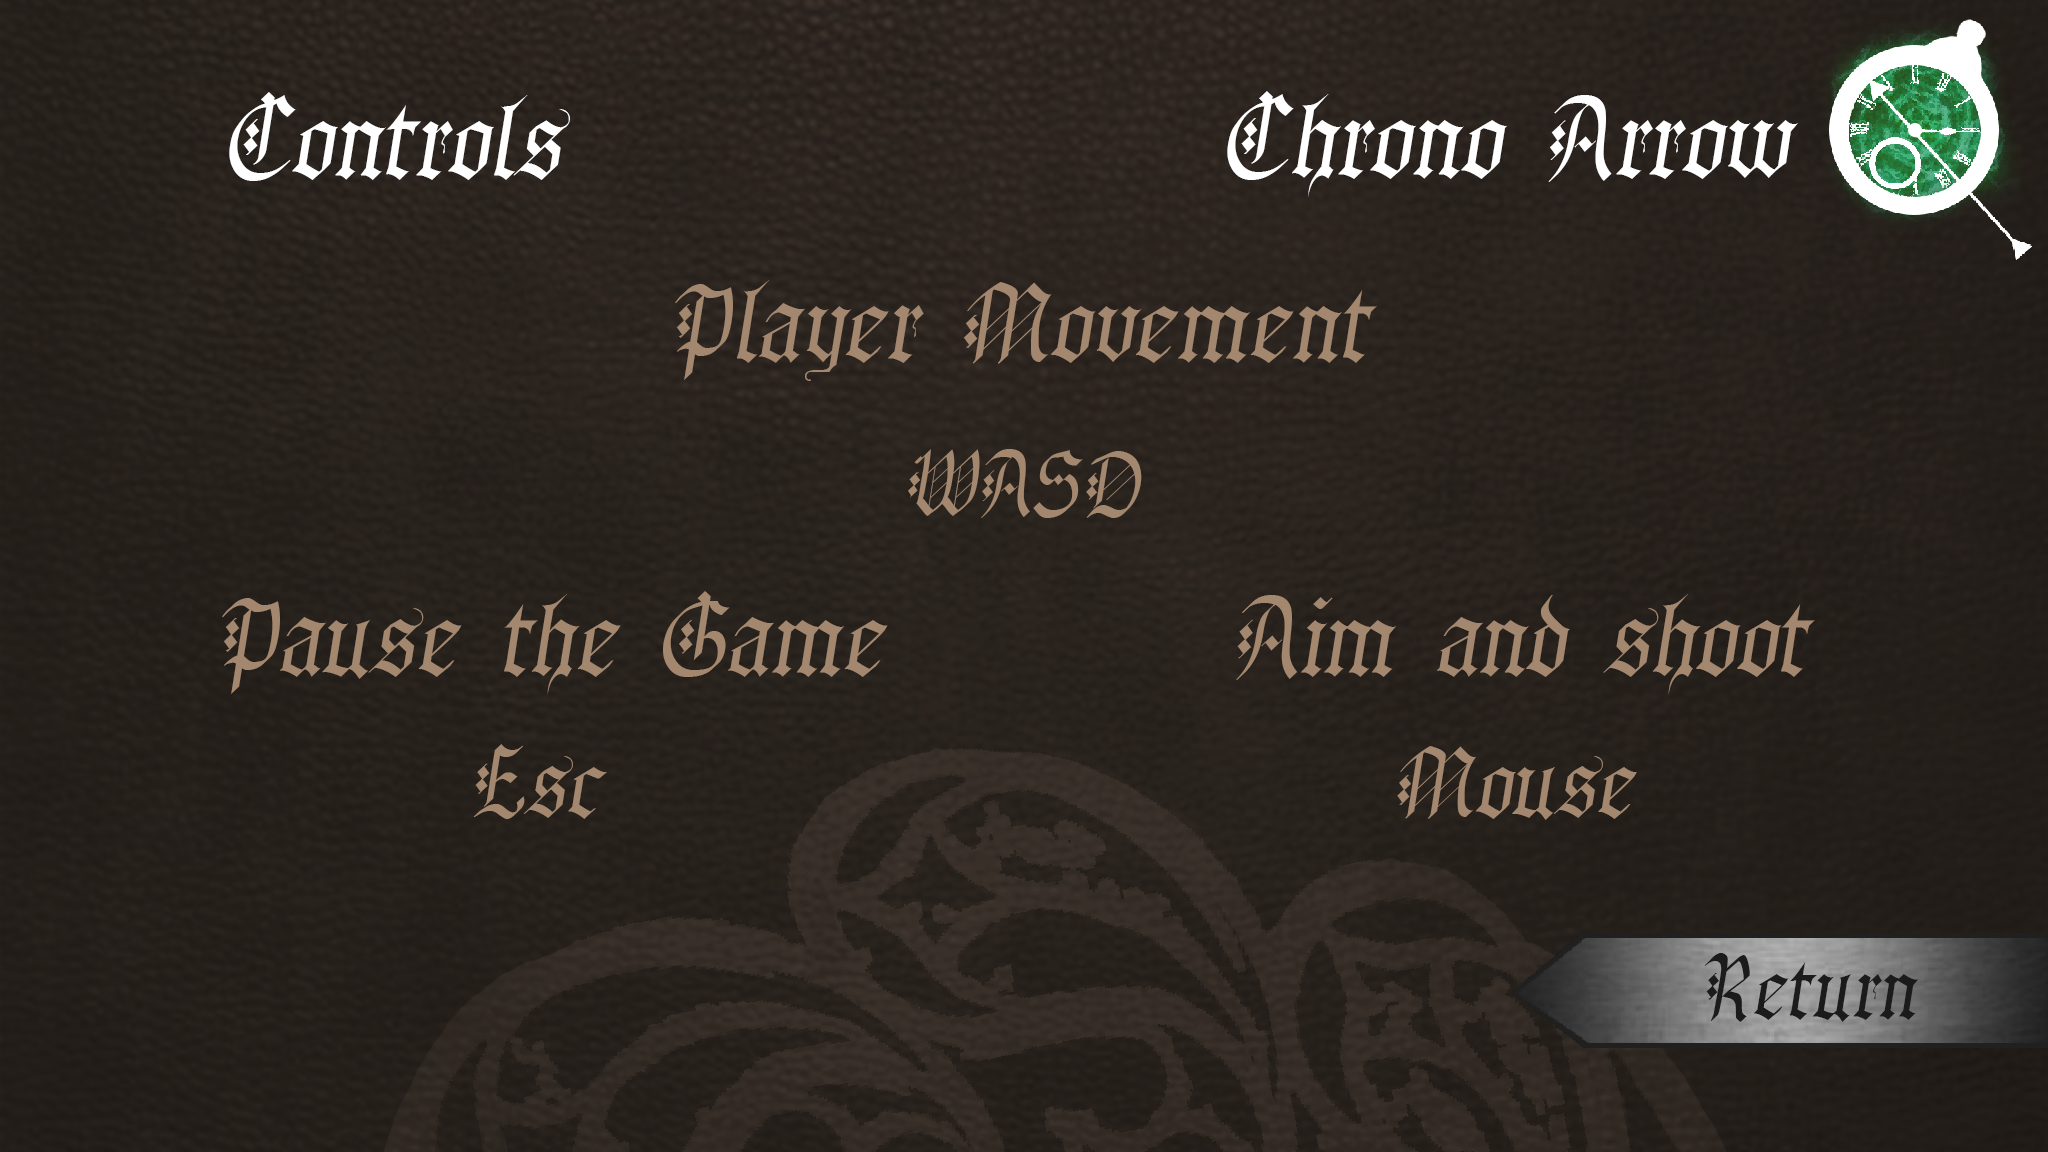 Controls
Chrono Arrow
Player Movement
WASD
Pause the Game
Esc
Aim and shoot
Mouse
Return